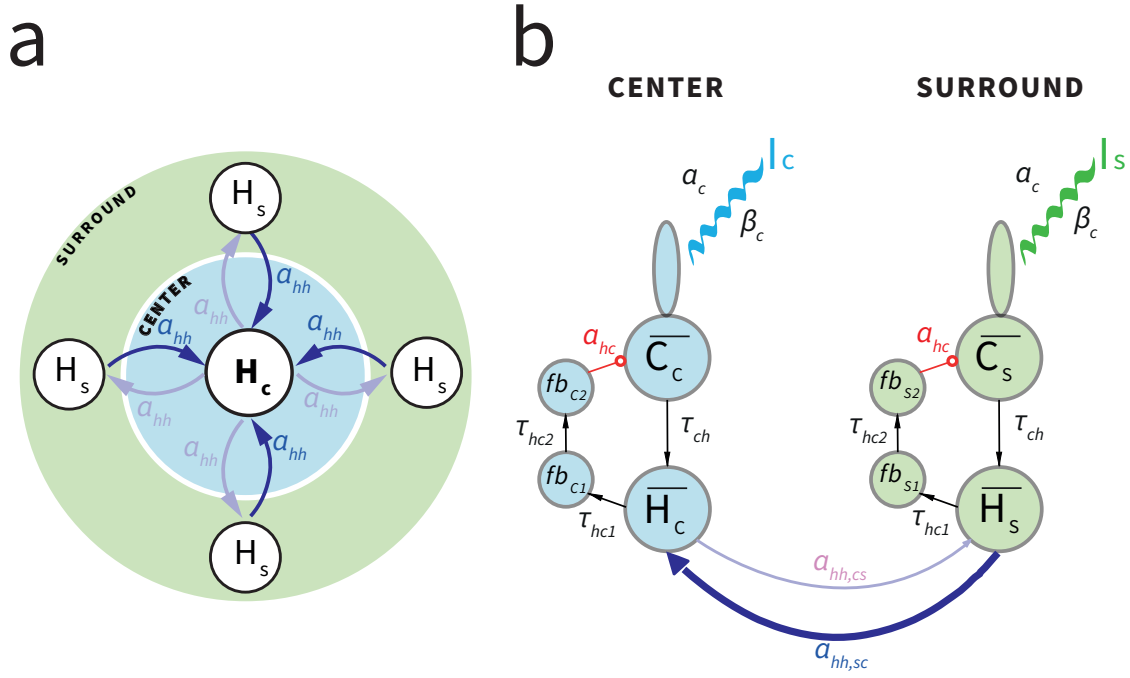 a
SURROUND
CENTER
H s
a hh
a hh
a hh
a hh
H s
H c
H s
a hh
a hh
a hh
a hh
H s
b
CENTER
SURROUND
I c
I s
α c
α c
β c
β c
a hc
a hc
C c
C s
fb C2
fb S2
τ hc2
τ ch
τ hc2
τ ch
fb C1
fb S1
H c
H s
τ hc1
τ hc1
a hh,cs
a hh,sc